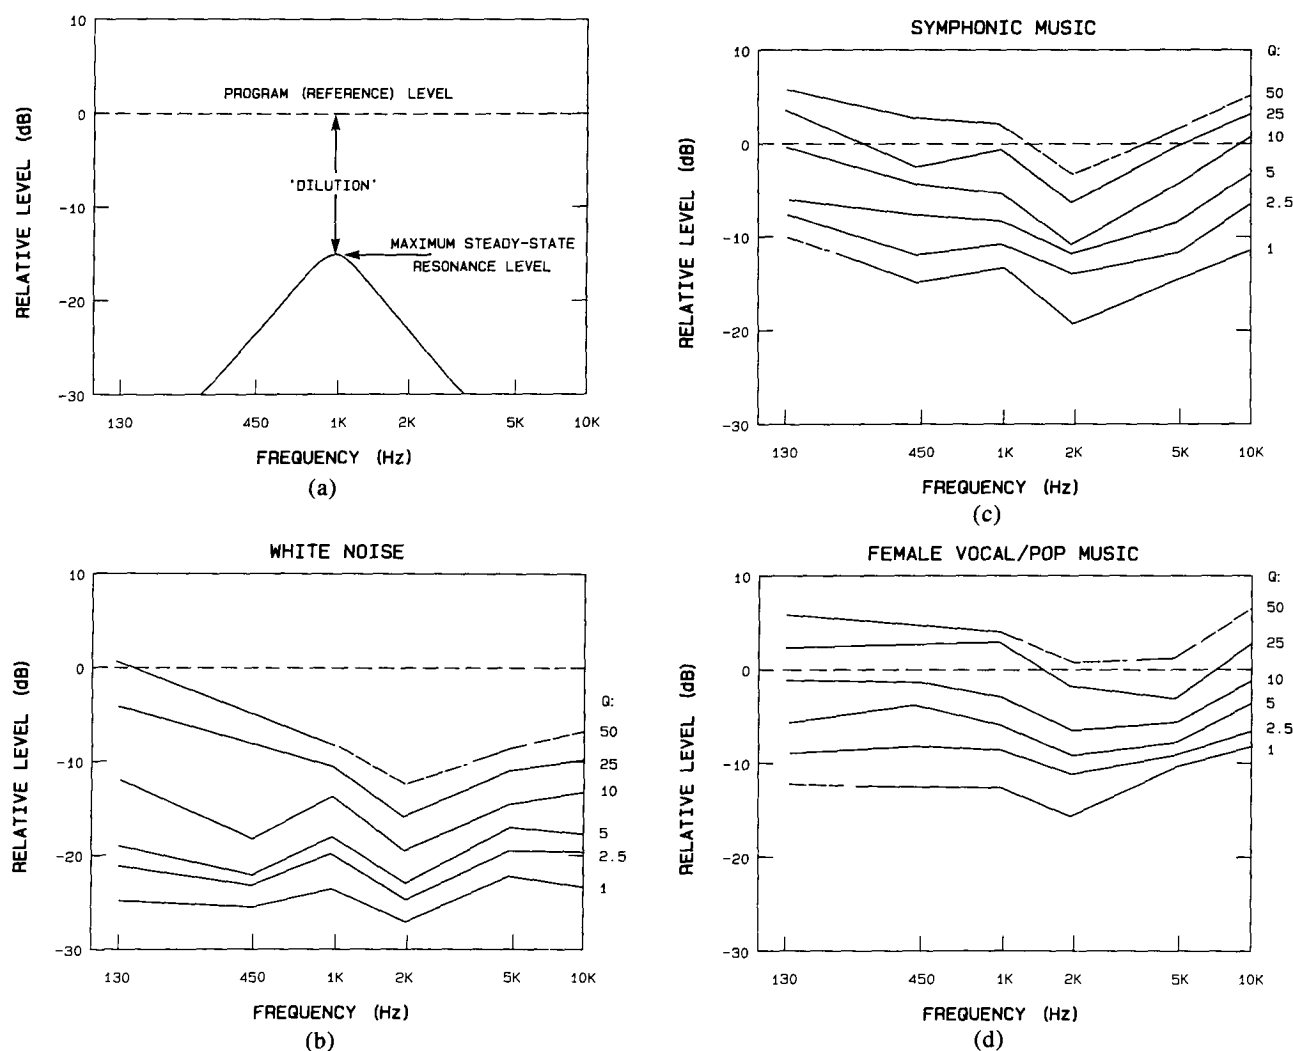 10
0
-10
-20
-30
RELATIVE LEVEL (dB)
PROGRAM (REFERENCE) LEVEL
'DILUTION'
MAXIMUM STEADY-STATE
RESONANCE LEVEL
130 450 1K 2K 5K 10K
FREQUENCY (Hz)
(a)
WHITE NOISE
10
0
-10
-20
-30
RELATIVE LEVEL (dB)
Q:
50
25
10
5
2.5
1
130 450 1K 2K 5K 10K
FREQUENCY (Hz)
(b)
SYMPHONIC MUSIC
10
0
-10
-20
-30
RELATIVE LEVEL (dB)
Q:
50
25
10
5
2.5
1
130 450 1K 2K 5K 10K
FREQUENCY (Hz)
(c)
FEMALE VOCAL/POP MUSIC
10
0
-10
-20
-30
RELATIVE LEVEL (dB)
Q:
50
25
10
5
2.5
1
130 450 1K 2K 5K 10K
FREQUENCY (Hz)
(d)